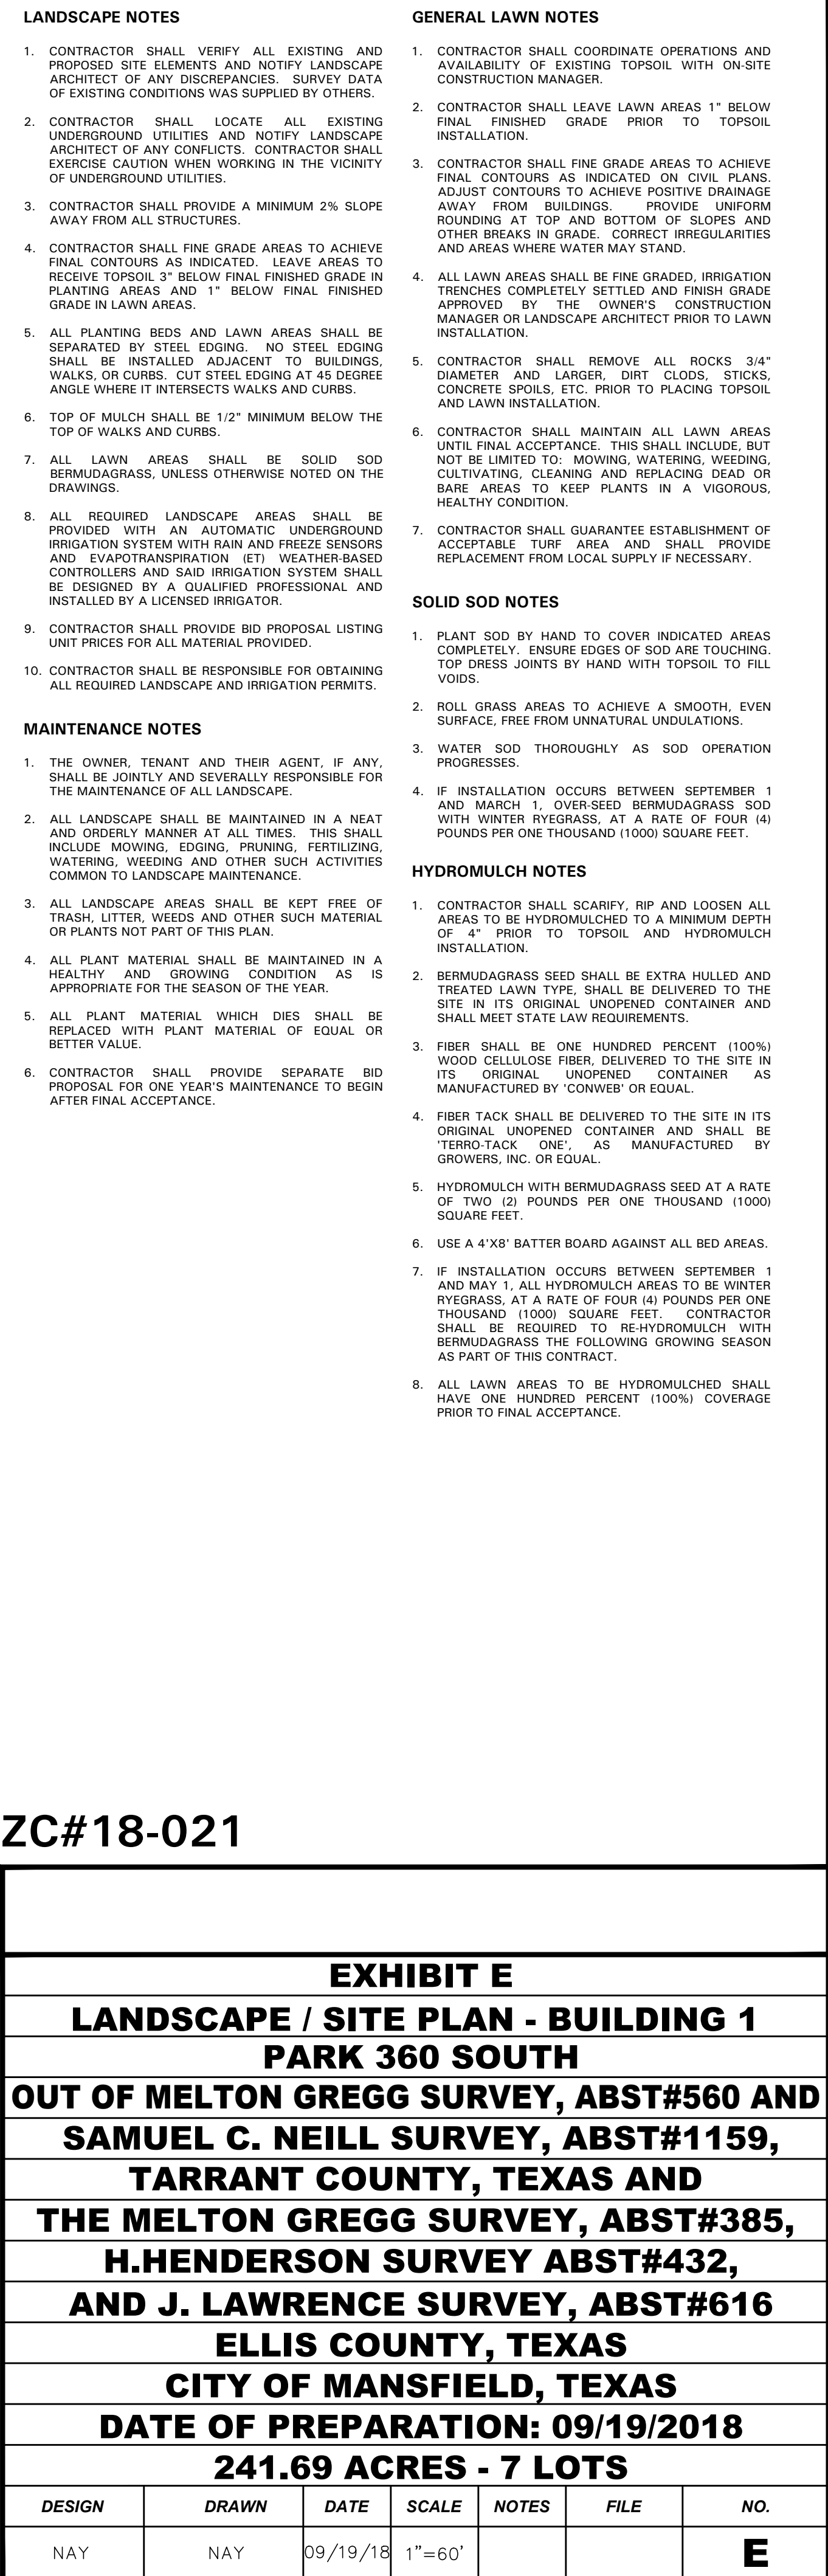 LANDSCAPE NOTES
1. CONTRACTOR SHALL VERIFY ALL EXISTING AND
PROPOSED SITE ELEMENTS AND NOTIFY LANDSCAPE
ARCHITECT OF ANY DISCREPANCIES. SURVEY DATA
OF EXISTING CONDITIONS WAS SUPPLIED BY OTHERS.
2. CONTRACTOR SHALL LOCATE ALL EXISTING
UNDERGROUND UTILITIES AND NOTIFY LANDSCAPE
ARCHITECT OF ANY CONFLICTS. CONTRACTOR SHALL
EXERCISE CAUTION WHEN WORKING IN THE VICINITY
OF UNDERGROUND UTILITIES.
3. CONTRACTOR SHALL PROVIDE A MINIMUM 2% SLOPE
AWAY FROM ALL STRUCTURES.
4. CONTRACTOR SHALL FINE GRADE AREAS TO ACHIEVE
FINAL CONTOURS AS INDICATED. LEAVE AREAS TO
RECEIVE TOPSOIL 3" BELOW FINAL FINISHED GRADE IN
PLANTING AREAS AND 1" BELOW FINAL FINISHED
GRADE IN LAWN AREAS.
5. ALL PLANTING BEDS AND LAWN AREAS SHALL BE
SEPARATED BY STEEL EDGING. NO STEEL EDGING
SHALL BE INSTALLED ADJACENT TO BUILDINGS,
WALKS, OR CURBS. CUT STEEL EDGING AT 45 DEGREE
ANGLE WHERE IT INTERSECTS WALKS AND CURBS.
6. TOP OF MULCH SHALL BE 1/2" MINIMUM BELOW THE
TOP OF WALKS AND CURBS.
7. ALL LAWN AREAS SHALL BE SOLID SOD
BERMUDAGRASS, UNLESS OTHERWISE NOTED ON THE
DRAWINGS.
8. ALL REQUIRED LANDSCAPE AREAS SHALL BE
PROVIDED WITH AN AUTOMATIC UNDERGROUND
IRRIGATION SYSTEM WITH RAIN AND FREEZE SENSORS
AND EVAPOTRANSPIRATION (ET) WEATHER-BASED
CONTROLLERS AND SAID IRRIGATION SYSTEM SHALL
BE DESIGNED BY A QUALIFIED PROFESSIONAL AND
INSTALLED BY A LICENSED IRRIGATOR.
9. CONTRACTOR SHALL PROVIDE BID PROPOSAL LISTING
UNIT PRICES FOR ALL MATERIAL PROVIDED.
10. CONTRACTOR SHALL BE RESPONSIBLE FOR OBTAINING
ALL REQUIRED LANDSCAPE AND IRRIGATION PERMITS.
MAINTENANCE NOTES
1. THE OWNER, TENANT AND THEIR AGENT, IF ANY,
SHALL BE JOINTLY AND SEVERALLY RESPONSIBLE FOR
THE MAINTENANCE OF ALL LANDSCAPE.
2. ALL LANDSCAPE SHALL BE MAINTAINED IN A NEAT
AND ORDERLY MANNER AT ALL TIMES. THIS SHALL
INCLUDE MOWING, EDGING, PRUNING, FERTILIZING,
WATERING, WEEDING AND OTHER SUCH ACTIVITIES
COMMON TO LANDSCAPE MAINTENANCE.
3. ALL LANDSCAPE AREAS SHALL BE KEPT FREE OF
TRASH, LITTER, WEEDS AND OTHER SUCH MATERIAL
OR PLANTS NOT PART OF THIS PLAN.
4. ALL PLANT MATERIAL SHALL BE MAINTAINED IN A
HEALTHY AND GROWING CONDITION AS IS
APPROPRIATE FOR THE SEASON OF THE YEAR.
5. ALL PLANT MATERIAL WHICH DIES SHALL BE
REPLACED WITH PLANT MATERIAL OF EQUAL OR
BETTER VALUE.
6. CONTRACTOR SHALL PROVIDE SEPARATE BID
PROPOSAL FOR ONE YEAR'S MAINTENANCE TO BEGIN
AFTER FINAL ACCEPTANCE.
GENERAL LAWN NOTES
1. CONTRACTOR SHALL COORDINATE OPERATIONS AND
AVAILABILITY OF EXISTING TOPSOIL WITH ON-SITE
CONSTRUCTION MANAGER.
2. CONTRACTOR SHALL LEAVE LAWN AREAS 1" BELOW
FINAL FINISHED GRADE PRIOR TO TOPSOIL
INSTALLATION.
3. CONTRACTOR SHALL FINE GRADE AREAS TO ACHIEVE
FINAL CONTOURS AS INDICATED ON CIVIL PLANS.
ADJUST CONTOURS TO ACHIEVE POSITIVE DRAINAGE
AWAY FROM BUILDINGS. PROVIDE UNIFORM
ROUNDING AT TOP AND BOTTOM OF SLOPES AND
OTHER BREAKS IN GRADE. CORRECT IRREGULARITIES
AND AREAS WHERE WATER MAY STAND.
4. ALL LAWN AREAS SHALL BE FINE GRADED, IRRIGATION
TRENCHES COMPLETELY SETTLED AND FINISH GRADE
APPROVED BY THE OWNER'S CONSTRUCTION
MANAGER OR LANDSCAPE ARCHITECT PRIOR TO LAWN
INSTALLATION.
5. CONTRACTOR SHALL REMOVE ALL ROCKS 3/4"
DIAMETER AND LARGER, DIRT CLODS, STICKS,
CONCRETE SPOILS, ETC. PRIOR TO PLACING TOPSOIL
AND LAWN INSTALLATION.
6. CONTRACTOR SHALL MAINTAIN ALL LAWN AREAS
UNTIL FINAL ACCEPTANCE. THIS SHALL INCLUDE, BUT
NOT BE LIMITED TO: MOWING, WATERING, WEEDING,
CULTIVATING, CLEANING AND REPLACING DEAD OR
BARE AREAS TO KEEP PLANTS IN A VIGOROUS,
HEALTHY CONDITION.
7. CONTRACTOR SHALL GUARANTEE ESTABLISHMENT OF
ACCEPTABLE TURF AREA AND SHALL PROVIDE
REPLACEMENT FROM LOCAL SUPPLY IF NECESSARY.
SOLID SOD NOTES
1. PLANT SOD BY HAND TO COVER INDICATED AREAS
COMPLETELY. ENSURE EDGES OF SOD ARE TOUCHING.
TOP DRESS JOINTS BY HAND WITH TOPSOIL TO FILL
VOIDS.
2. ROLL GRASS AREAS TO ACHIEVE A SMOOTH, EVEN
SURFACE, FREE FROM UNNATURAL UNDULATIONS.
3. WATER SOD THOROUGHLY AS SOD OPERATION
PROGRESSES.
4. IF INSTALLATION OCCURS BETWEEN SEPTEMBER 1
AND MARCH 1, OVER-SEED BERMUDAGRASS SOD
WITH WINTER RYEGRASS, AT A RATE OF FOUR (4)
POUNDS PER ONE THOUSAND (1000) SQUARE FEET.
HYDROMULCH NOTES
1. CONTRACTOR SHALL SCARIFY, RIP AND LOOSEN ALL
AREAS TO BE HYDROMULCHED TO A MINIMUM DEPTH
OF 4" PRIOR TO TOPSOIL AND HYDROMULCH
INSTALLATION.
2. BERMUDAGRASS SEED SHALL BE EXTRA HULLED AND
TREATED LAWN TYPE, SHALL BE DELIVERED TO THE
SITE IN ITS ORIGINAL UNOPENED CONTAINER AND
SHALL MEET STATE LAW REQUIREMENTS.
3. FIBER SHALL BE ONE HUNDRED PERCENT (100%)
WOOD CELLULOSE FIBER, DELIVERED TO THE SITE IN
ITS ORIGINAL UNOPENED CONTAINER AS
MANUFACTURED BY 'CONWEB' OR EQUAL.
4. FIBER TACK SHALL BE DELIVERED TO THE SITE IN ITS
ORIGINAL UNOPENED CONTAINER AND SHALL BE
'TERRO-TACK ONE', AS MANUFACTURED BY
GROWERS, INC. OR EQUAL.
5. HYDROMULCH WITH BERMUDAGRASS SEED AT A RATE
OF TWO (2) POUNDS PER ONE THOUSAND (1000)
SQUARE FEET.
6. USE A 4'X8' BATTER BOARD AGAINST ALL BED AREAS.
7. IF INSTALLATION OCCURS BETWEEN SEPTEMBER 1
AND MAY 1, ALL HYDROMULCH AREAS TO BE WINTER
RYEGRASS, AT A RATE OF FOUR (4) POUNDS PER ONE
THOUSAND (1000) SQUARE FEET. CONTRACTOR
SHALL BE REQUIRED TO RE-HYDROMULCH WITH
BERMUDAGRASS THE FOLLOWING GROWING SEASON
AS PART OF THIS CONTRACT.
8. ALL LAWN AREAS TO BE HYDROMULCHED SHALL
HAVE ONE HUNDRED PERCENT (100%) COVERAGE
PRIOR TO FINAL ACCEPTANCE.
ZC#18-021
EXHIBIT E
LANDSCAPE / SITE PLAN - BUILDING 1
PARK 360 SOUTH
OUT OF MELTON GREGG SURVEY, ABST#560 AND
SAMUEL C. NEILL SURVEY, ABST#1159,
TARRANT COUNTY, TEXAS AND
THE MELTON GREGG SURVEY, ABST#385,
H.HENDERSON SURVEY ABST#432,
AND J. LAWRENCE SURVEY, ABST#616
ELLIS COUNTY, TEXAS
CITY OF MANSFIELD, TEXAS
DATE OF PREPARATION: 09/19/2018
241.69 ACRES - 7 LOTS
DESIGN DRAWN DATE SCALE NOTES FILE NO.
NAY NAY 09/19/18 1"=60' E